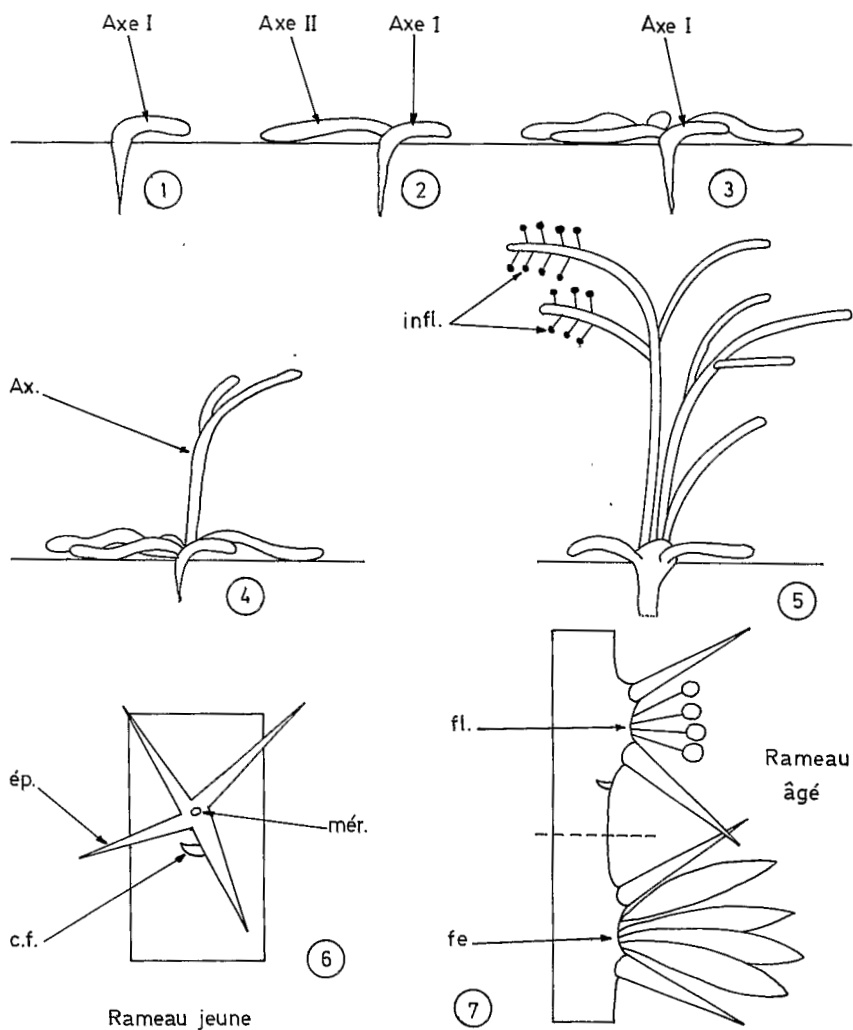 Axe I
Axe II
Axe I
Axe I
1
2
3
infl.
Ax.
4
5
fl.
Rameau
âgé
ép.
mér.
c.f.
fe
6
7
Rameau jeune